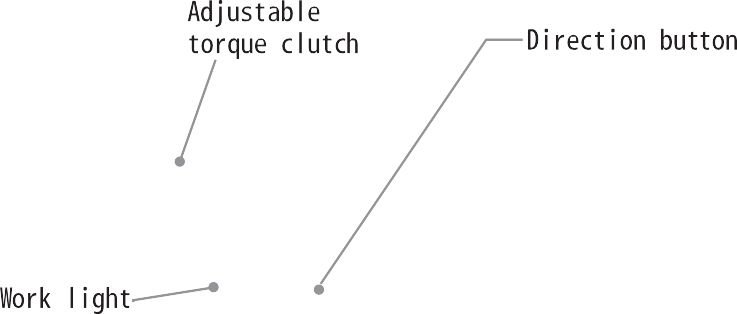 Adjustable
torque clutch
Direction button
Work light